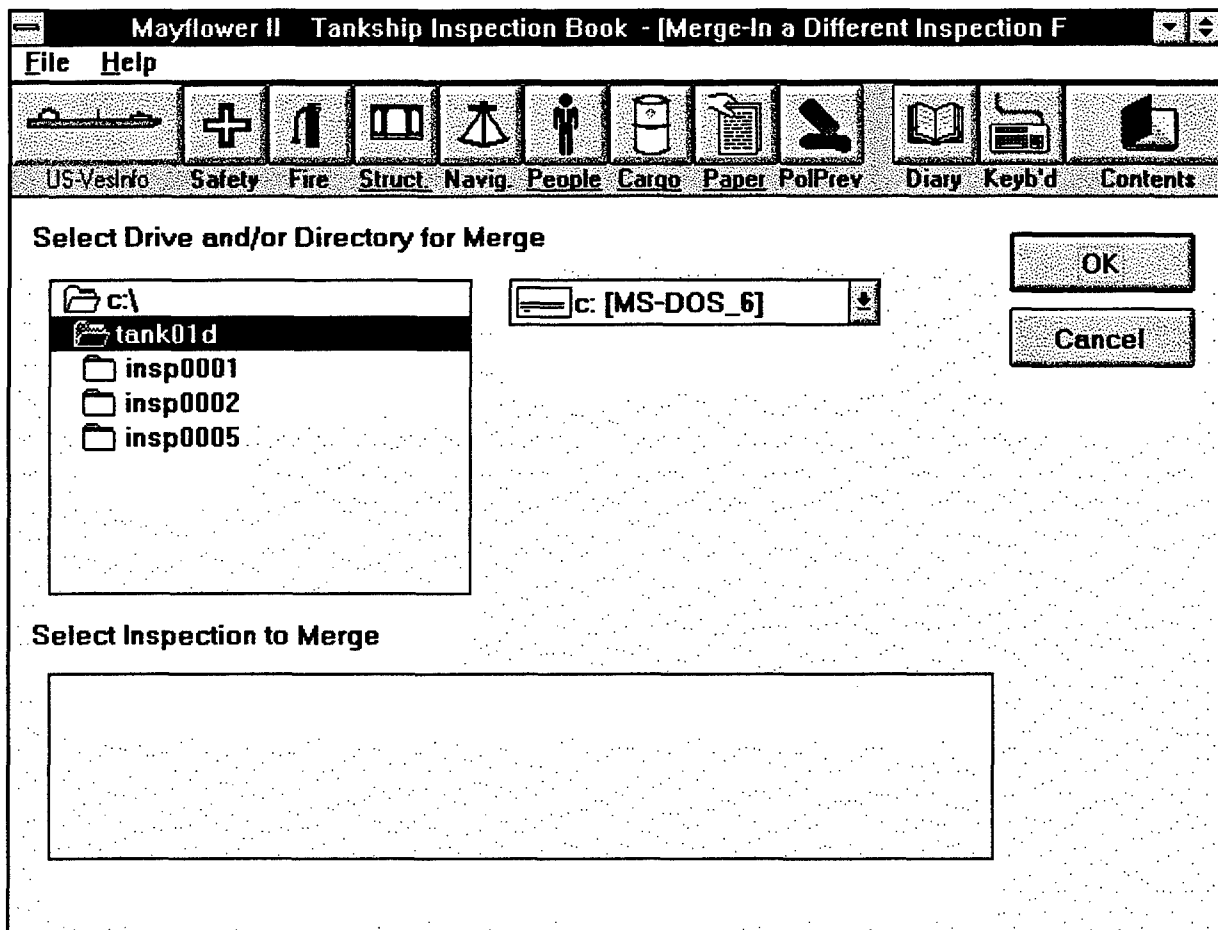 Mayflower II Tankship Inspection Book - [Merge-In a Different Inspection F
File Help
US-VesInfo Safety Fire Struct. Navig. People Cargo Paper PolPrev Diary Keyb'd Contents
Select Drive and/or Directory for Merge
c:\
tank01d
insp0001
insp0002
insp0005
c: [MS-DOS_6]
OK
Cancel
Select Inspection to Merge